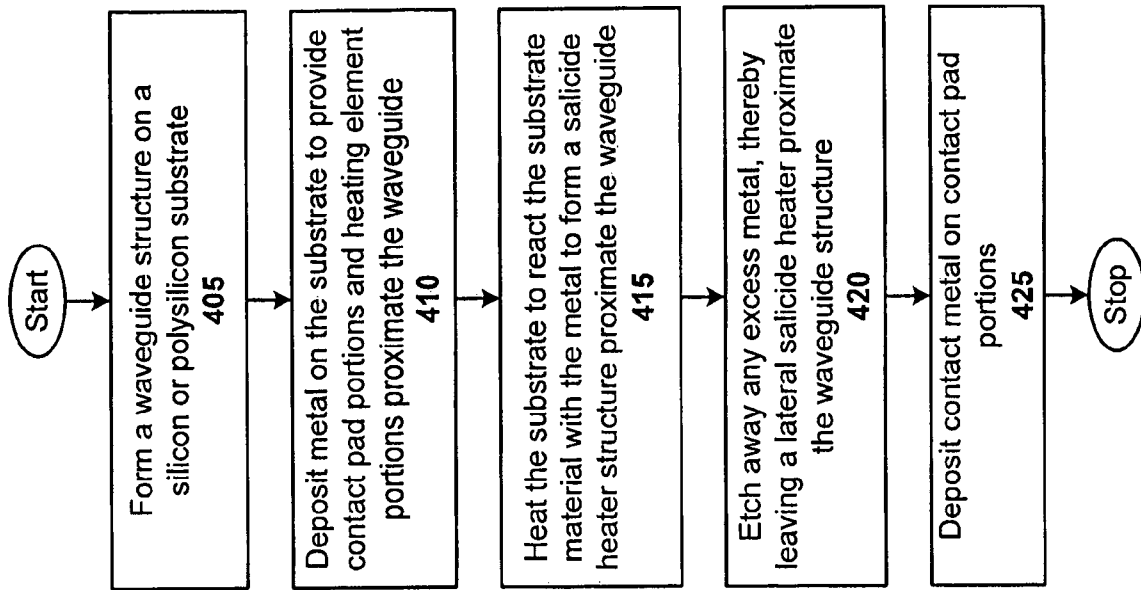 Start
Form a waveguide structure on a
silicon or polysilicon substrate
405
Deposit metal on the substrate to provide
contact pad portions and heating element
portions proximate the waveguide
410
Heat the substrate to react the substrate
material with the metal to form a salicide
heater structure proximate the waveguide
415
Etch away any excess metal, thereby
leaving a lateral salicide heater proximate
the waveguide structure
420
Deposit contact metal on contact pad
portions
425
Stop